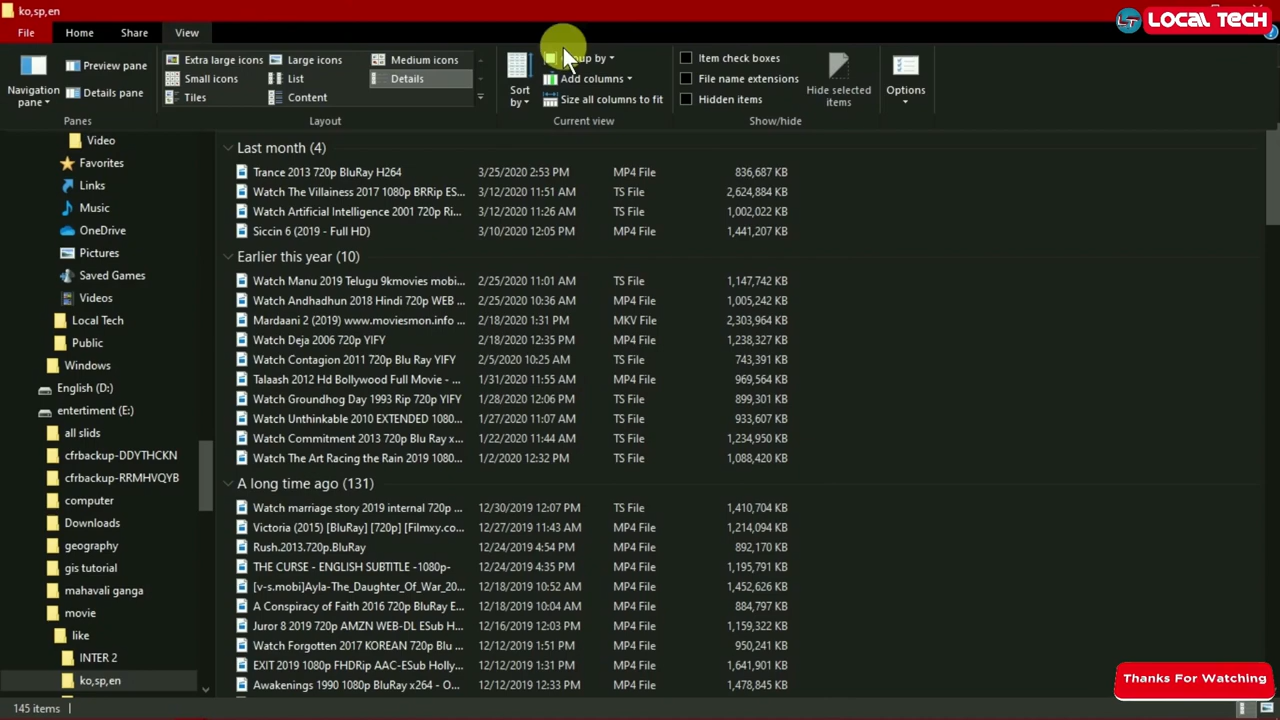 ko,sp,en
LT LOCAL TECH
File Home Share View
Navigation pane
Preview pane
Details pane
Panes
Extra large icons Large icons Medium icons
Small icons List Details
Tiles Content
Layout
Sort by
up by
Add columns
Size all columns to fit
Current view
Item check boxes
File name extensions
Hidden items
Hide selected items
Show/hide
Options
Video
Favorites
Links
Music
OneDrive
Pictures
Saved Games
Videos
Local Tech
Public
Windows
English (D:)
entertiment (E:)
all slids
cfrbackup-DDYTHCKN
cfrbackup-RRMHVQYB
computer
Downloads
geography
gis tutorial
mahavali ganga
movie
like
INTER 2
ko,sp,en
Last month (4)
Trance 2013 720p BluRay H264 3/25/2020 2:53 PM MP4 File 836,687 KB
Watch The Villainess 2017 1080p BRRip ES... 3/12/2020 11:51 AM TS File 2,624,884 KB
Watch Artificial Intelligence 2001 720p Ri... 3/12/2020 11:26 AM TS File 1,002,022 KB
Siccin 6 (2019 - Full HD) 3/10/2020 12:05 PM MP4 File 1,441,207 KB
Earlier this year (10)
Watch Manu 2019 Telugu 9kmovies mobi... 2/25/2020 11:01 AM TS File 1,147,742 KB
Watch Andhadhun 2018 Hindi 720p WEB ... 2/25/2020 10:36 AM MP4 File 1,005,242 KB
Mardaani 2 (2019) www.moviesmon.info ... 2/18/2020 1:31 PM MKV File 2,303,964 KB
Watch Deja 2006 720p YIFY 2/18/2020 12:35 PM MP4 File 1,238,327 KB
Watch Contagion 2011 720p Blu Ray YIFY 2/5/2020 10:25 AM TS File 743,391 KB
Talaash 2012 Hd Bollywood Full Movie - ... 1/31/2020 11:55 AM MP4 File 969,564 KB
Watch Groundhog Day 1993 Rip 720p YIFY 1/28/2020 12:06 PM TS File 899,301 KB
Watch Unthinkable 2010 EXTENDED 1080... 1/28/2020 11:07 AM TS File 933,607 KB
Watch Commitment 2013 720p Blu Ray x... 1/22/2020 11:44 AM TS File 1,234,950 KB
Watch The Art Racing the Rain 2019 1080... 1/2/2020 12:32 PM TS File 1,088,420 KB
A long time ago (131)
Watch marriage story 2019 internal 720p ... 12/30/2019 12:07 PM TS File 1,410,704 KB
Victoria (2015) [BluRay] [720p] [Filmxy.co... 12/27/2019 11:43 AM MP4 File 1,214,094 KB
Rush.2013.720p.BluRay 12/24/2019 4:54 PM MP4 File 892,170 KB
THE CURSE - ENGLISH SUBTITLE -1080p- 12/24/2019 4:35 PM MP4 File 1,195,791 KB
[v-s.mobi]Ayla-The_Daughter_Of_War_20... 12/18/2019 10:52 AM MP4 File 1,452,626 KB
A Conspiracy of Faith 2016 720p BluRay E... 12/18/2019 10:04 AM MP4 File 884,797 KB
Juror 8 2019 720p AMZN WEB-DL ESub H... 12/16/2019 12:03 PM MP4 File 1,159,322 KB
Watch Forgotten 2017 KOREAN 720p Blu ... 12/12/2019 1:31 PM MP4 File 950,241 KB
EXIT 2019 1080p FHDRip AAC-ESub Holly... 12/12/2019 1:31 PM MP4 File 1,641,901 KB
Awakenings 1990 1080p BluRay x264 - O... 12/12/2019 12:33 PM MP4 File 1,478,845 KB
Thanks For Watching
145 items